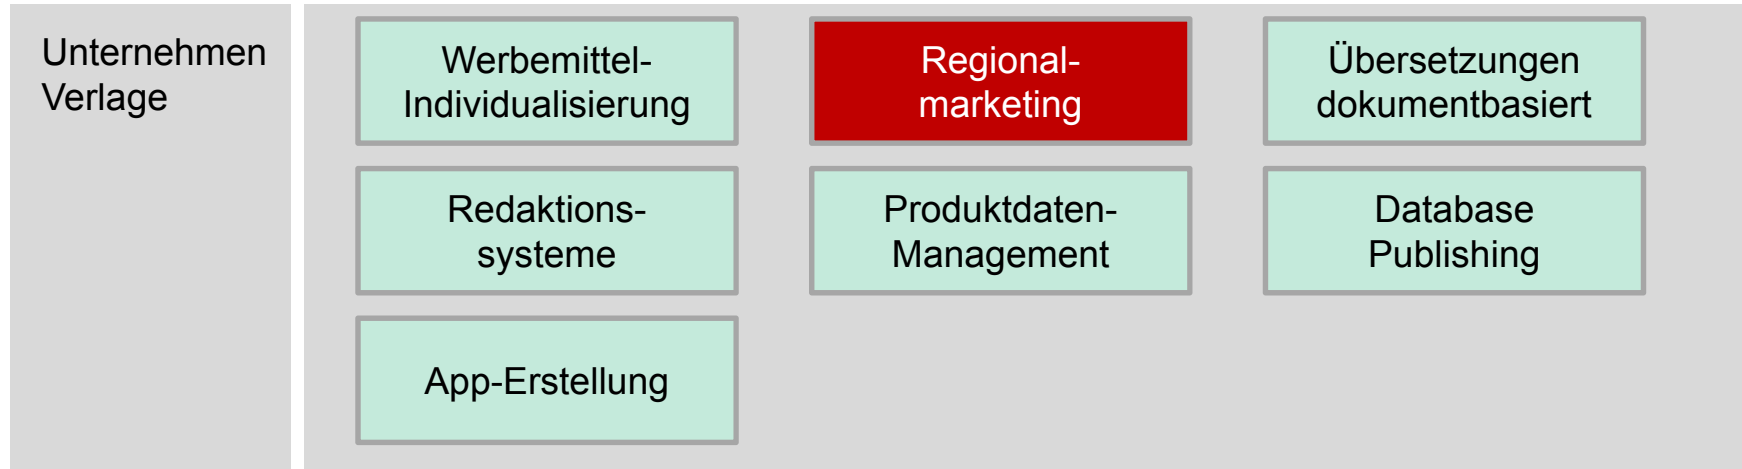 Unternehmen
Verlage
Werbemittel-
Individualisierung
Regional-
marketing
Übersetzungen
dokumentbasiert
Redaktions-
systeme
Produktdaten-
Management
Database
Publishing
App-Erstellung